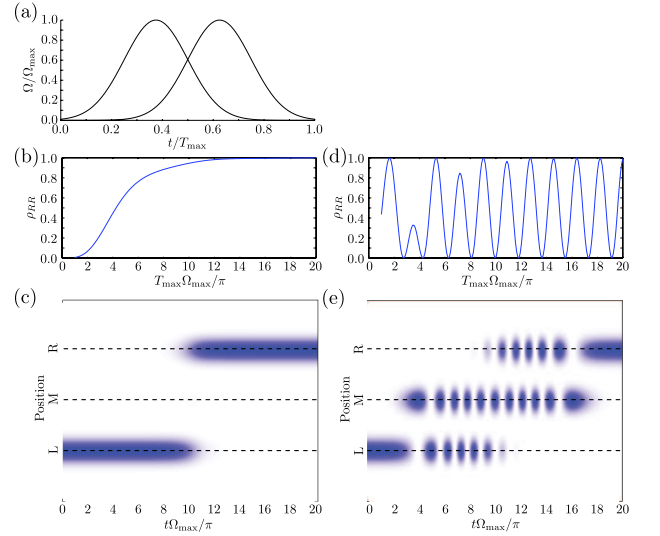 (a)
Ω/Ω_max
1.0
0.8
0.6
0.4
0.2
0.0
0.0 0.2 0.4 0.6 0.8 1.0
t/T_max
(b)
ρ_RR
1.0
0.8
0.6
0.4
0.2
0.0
0 2 4 6 8 10 12 14 16 18 20
T_maxΩ_max/π
(d)
ρ_RR
1.0
0.8
0.6
0.4
0.2
0.0
0 2 4 6 8 10 12 14 16 18 20
T_maxΩ_max/π
(c)
Position
R
M
L
0 2 4 6 8 10 12 14 16 18 20
tΩ_max/π
(e)
Position
R
M
L
0 2 4 6 8 10 12 14 16 18 20
tΩ_max/π